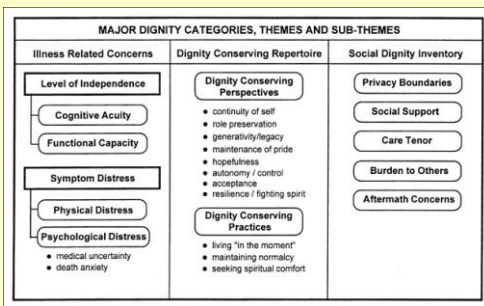 MAJOR DIGNITY CATEGORIES, THEMES AND SUB-THEMES
Illness Related Concerns
Level of Independence
Cognitive Acuity
Functional Capacity
Symptom Distress
Physical Distress
Psychological Distress
• medical uncertainty
• death anxiety
Dignity Conserving Repertoire
Dignity Conserving
Perspectives
• continuity of self
• role preservation
• generativity/legacy
• maintenance of pride
• hopefulness
• autonomy / control
• acceptance
• resilience / fighting spirit
Dignity Conserving
Practices
• living "in the moment"
• maintaining normalcy
• seeking spiritual comfort
Social Dignity Inventory
Privacy Boundaries
Social Support
Care Tenor
Burden to Others
Aftermath Concerns